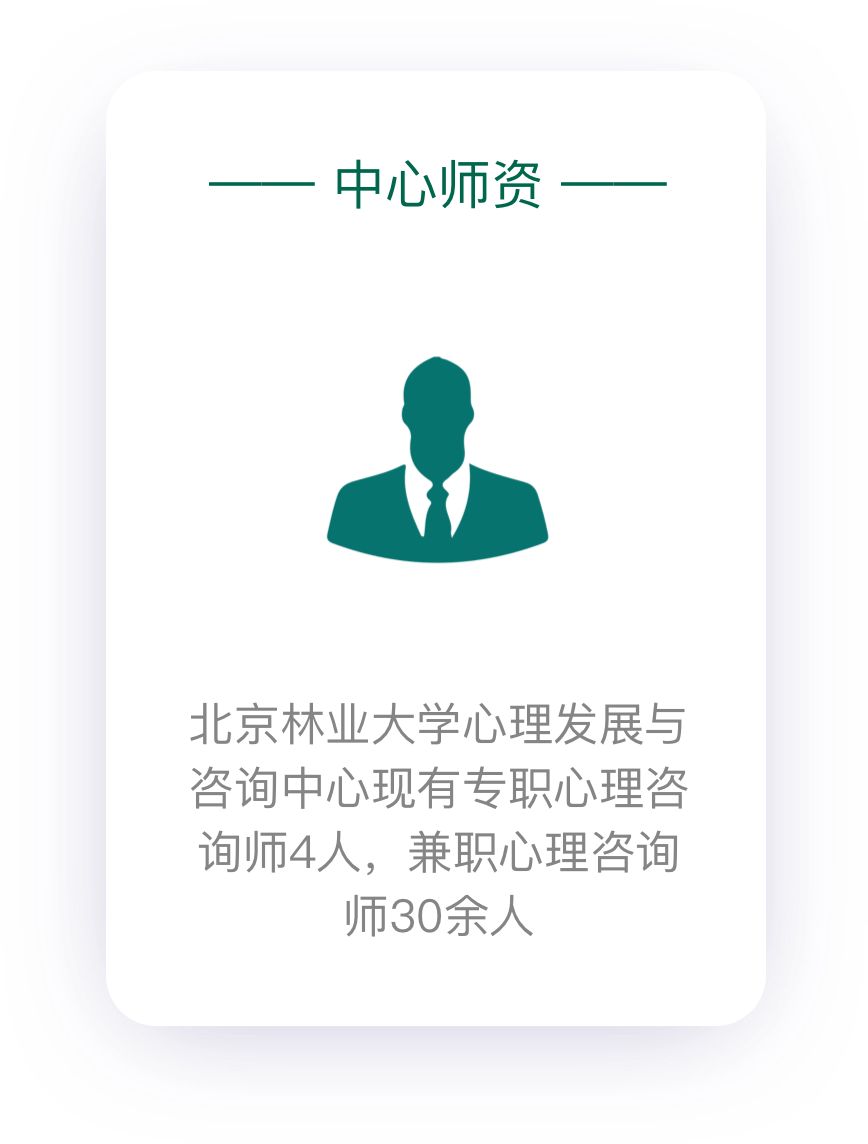 —— 中心师资 ——
北京林业大学心理发展与
咨询中心现有专职心理咨
询师4人，兼职心理咨询
师30余人